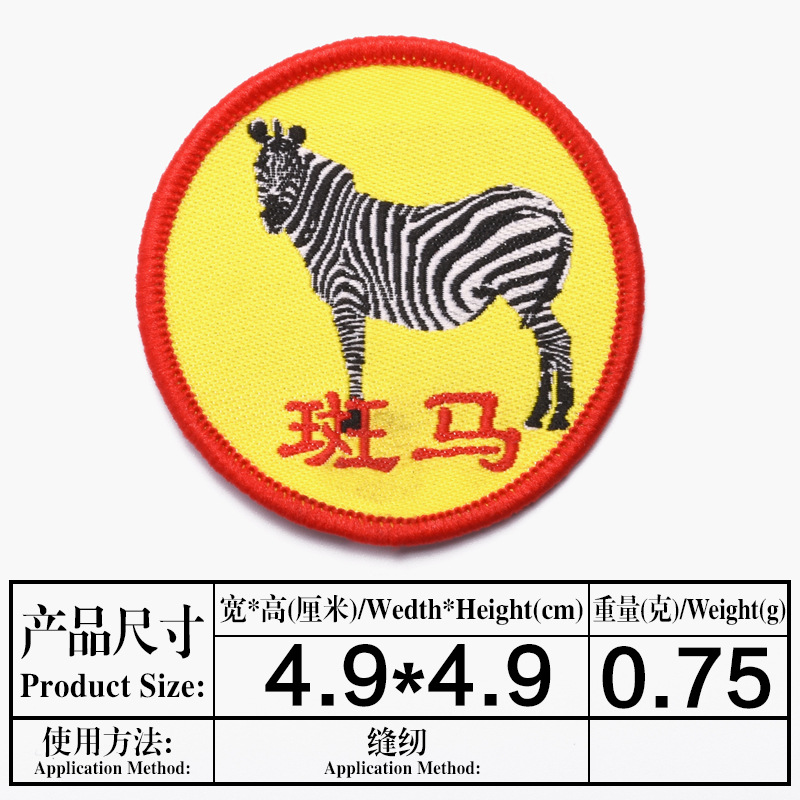 斑马
产品尺寸
Product Size:
宽*高(厘米)/Wedth*Height(cm)
重量(克)/Weight(g)
4.9*4.9
0.75
使用方法:
Application Method:
缝纫
Application Method: